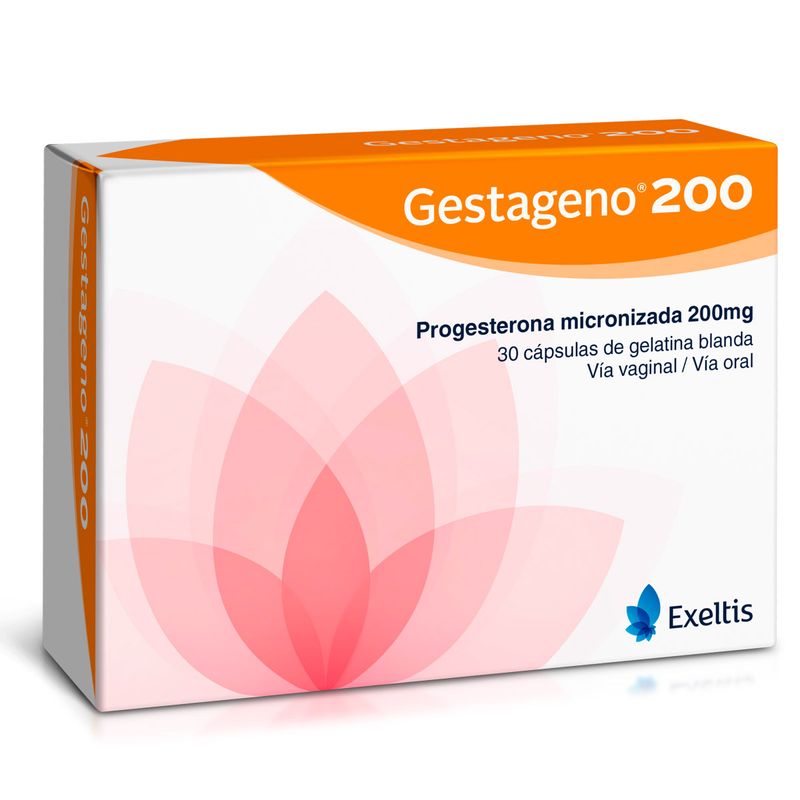 Gestageno® 200
Gestageno® 200
Progesterona micronizada 200mg
30 cápsulas de gelatina blanda
Vía vaginal / Vía oral
Exeltis
Gestageno® 200